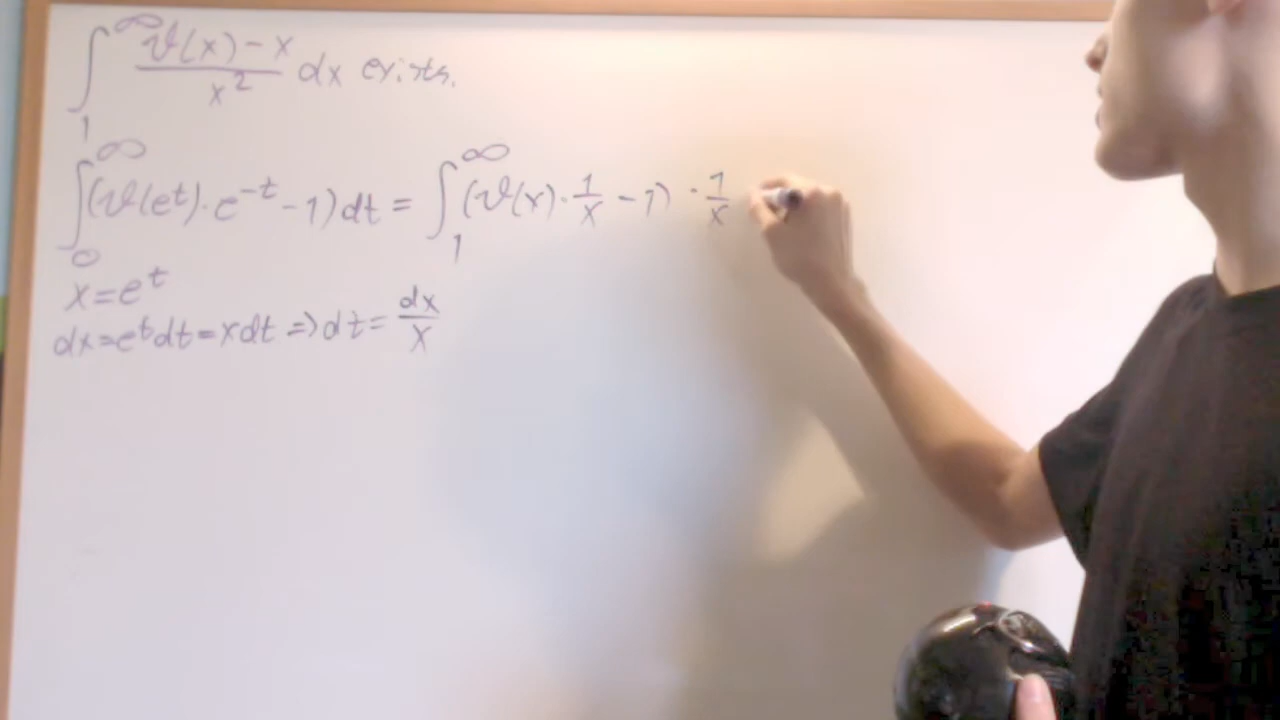 ∫₁^∞ (ϑ(x) - x)/x² dx exists.
∫₀^∞ (ϑ(eᵗ)·e⁻ᵗ - 1)dt = ∫₁^∞ (ϑ(x)·1/x - 1)·1/x
x = eᵗ
dx = eᵗdt = xdt ⇒ dt = dx/x